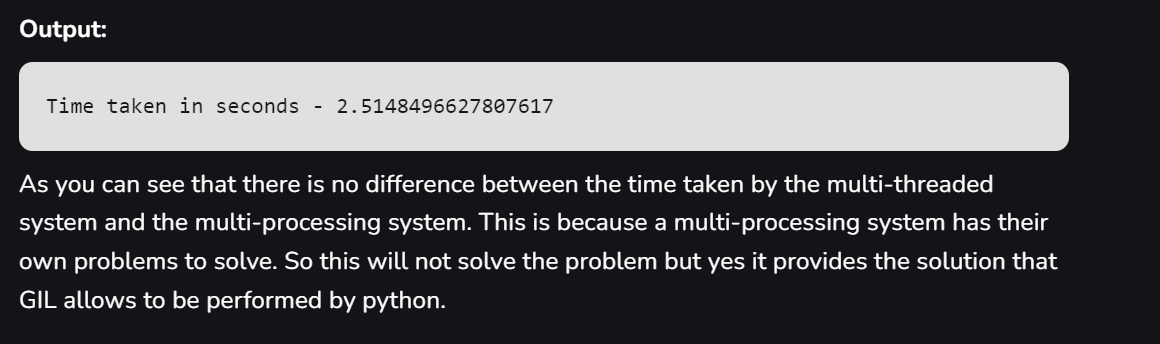 Output:
Time taken in seconds - 2.5148496627807617
As you can see that there is no difference between the time taken by the multi-threaded
system and the multi-processing system. This is because a multi-processing system has their
own problems to solve. So this will not solve the problem but yes it provides the solution that
GIL allows to be performed by python.